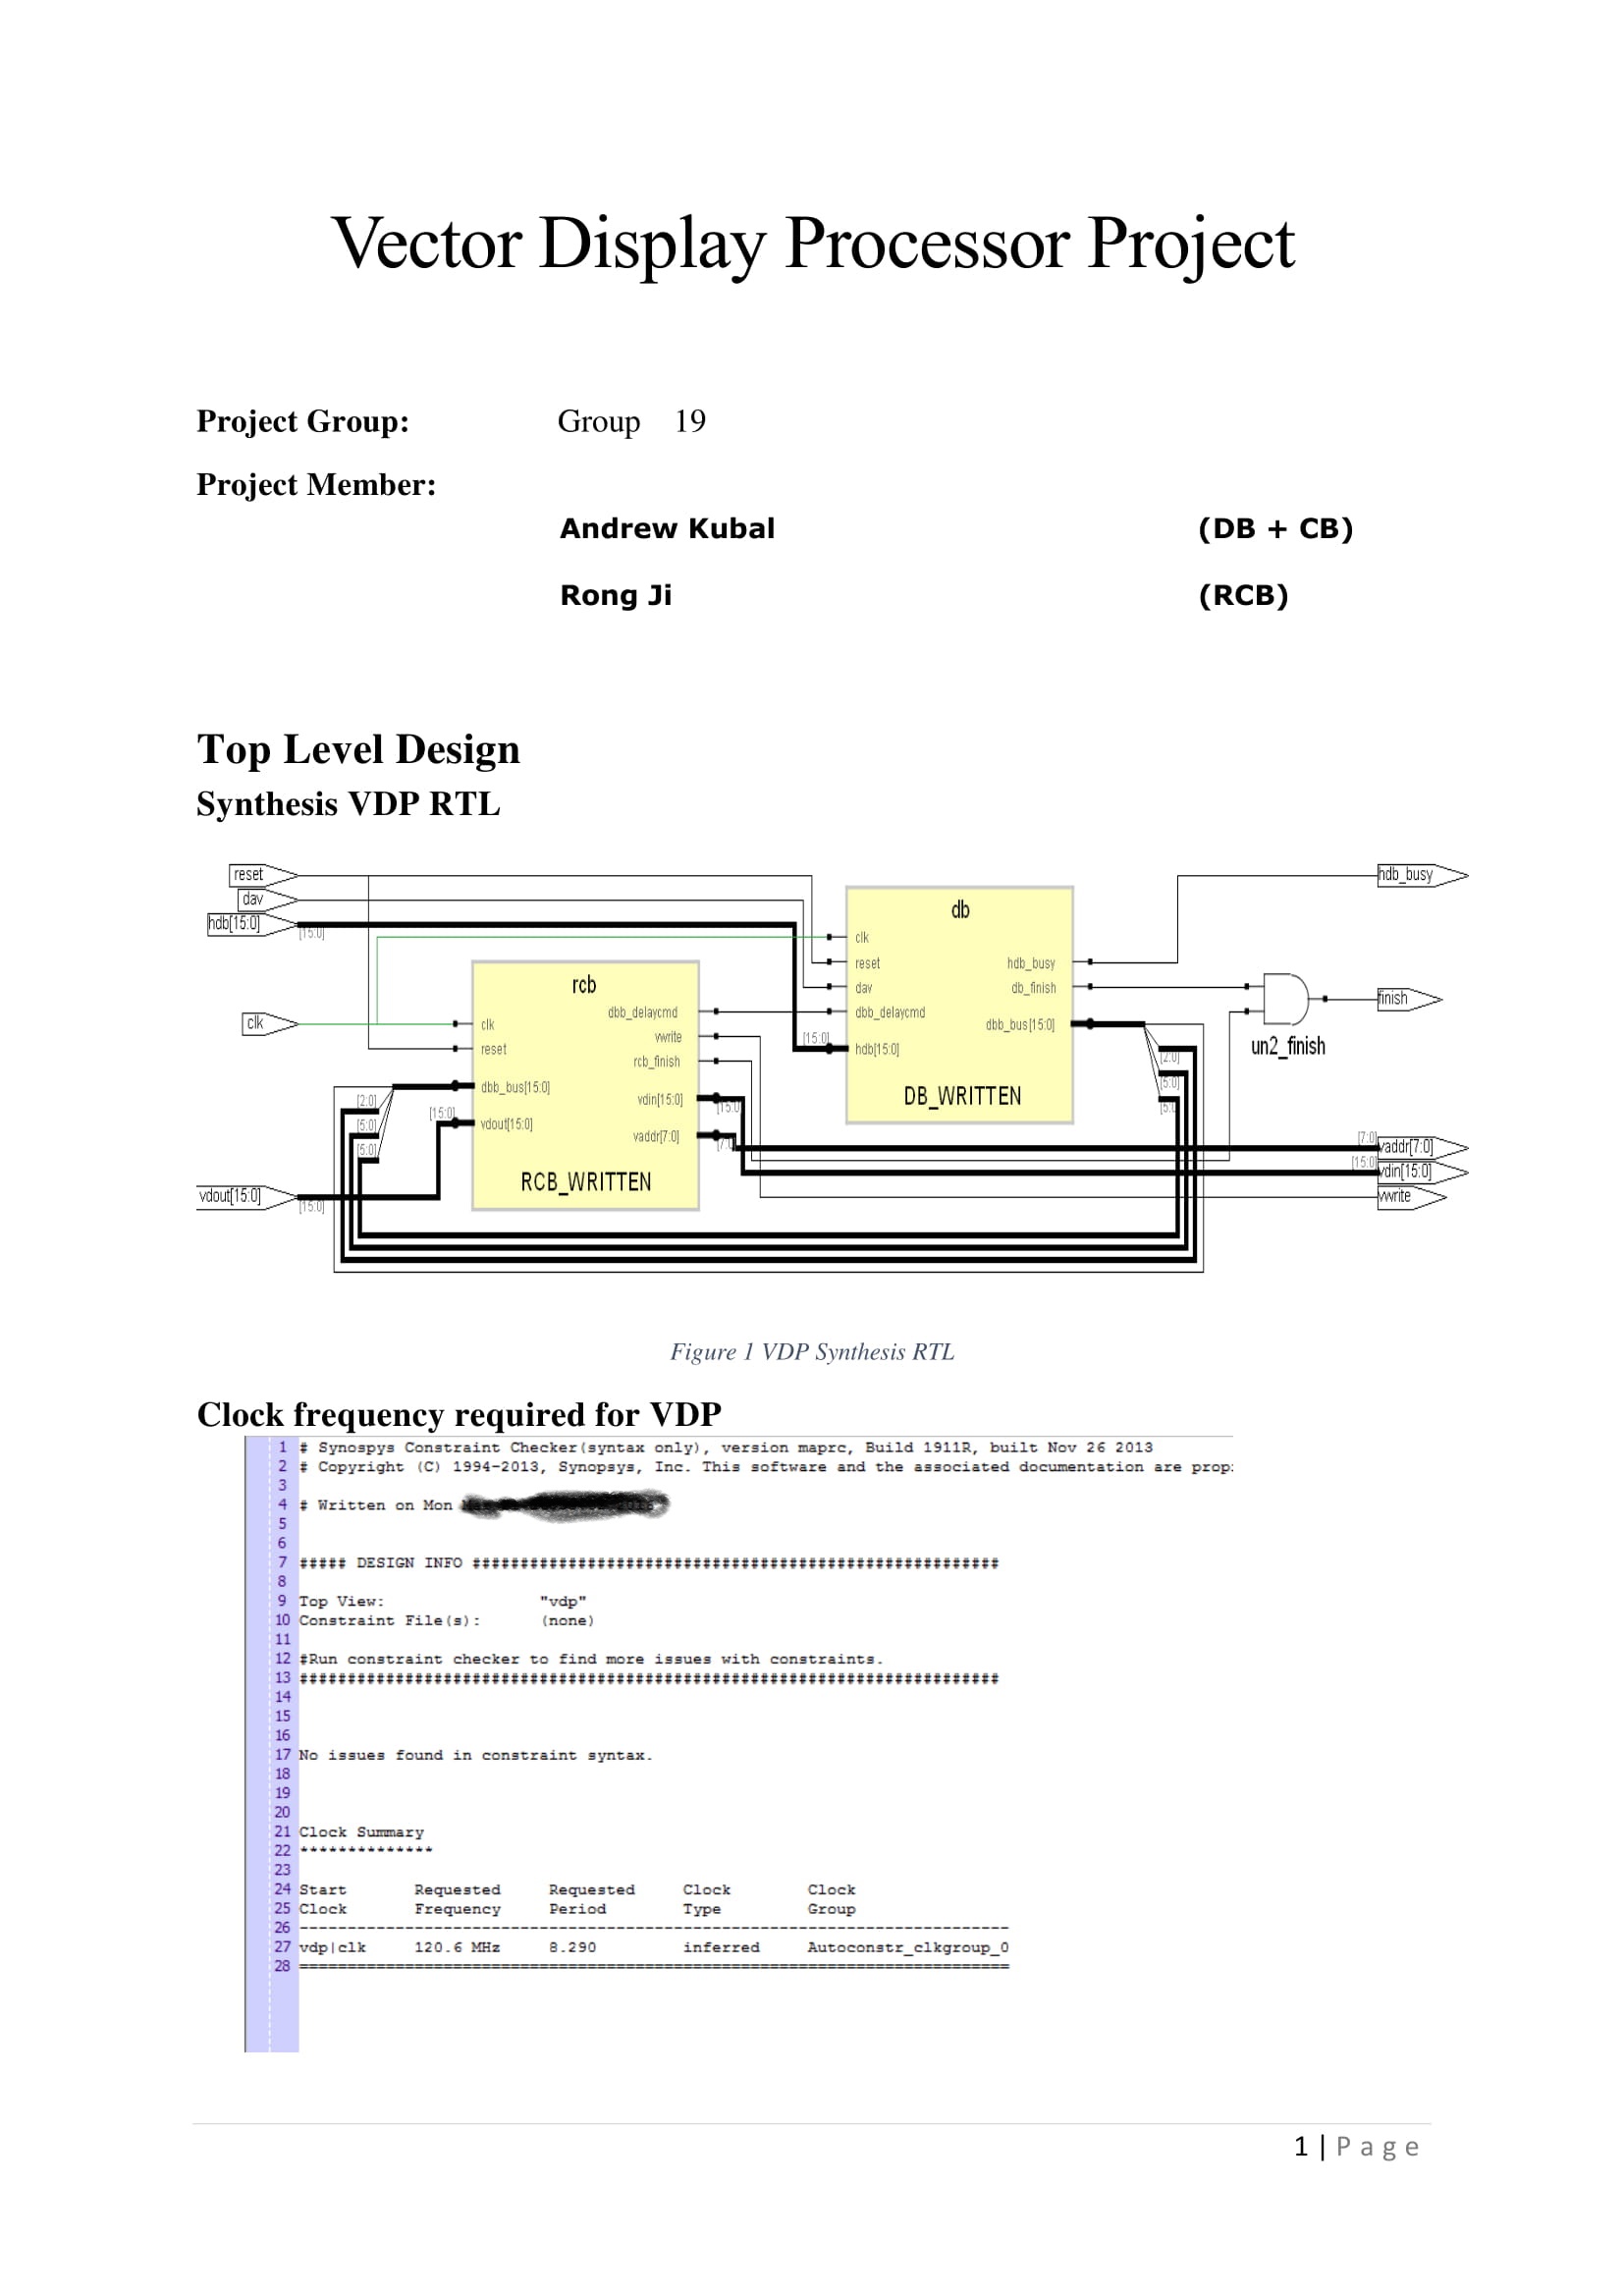 Vector Display Processor Project
Project Group: Group 19
Project Member:
Andrew Kubal (DB + CB)
Rong Ji (RCB)
Top Level Design
Synthesis VDP RTL
reset
dav
hdb[15:0]
[15:0]
clk
vdout[15:0]
[15:0]
[2:0]
[5:0]
[5:0]
[15:0]
rcb
clk
reset
dbb_bus[15:0]
vdout[15:0]
dbb_delaycmd
vwrite
rcb_finish
vdin[15:0]
vaddr[7:0]
RCB_WRITTEN
[15:0]
[7:0]
[15:0]
db
clk
reset
dav
dbb_delaycmd
hdb[15:0]
hdb_busy
db_finish
dbb_bus[15:0]
DB_WRITTEN
[2:0]
[5:0]
un2_finish
hdb_busy
finish
[7:0]
vaddr[7:0]
[15:0]
vdin[15:0]
vwrite
Figure 1 VDP Synthesis RTL
Clock frequency required for VDP
1 # Synospys Constraint Checker(syntax only), version maprc, Build 1911R, built Nov 26 2013
2 # Copyright (C) 1994-2013, Synopsys, Inc. This software and the associated documentation are prop
3
4 # Written on Mon
5
6
7 ##### DESIGN INFO #######################################################
8
9 Top View: "vdp"
10 Constraint File(s): (none)
11
12 #Run constraint checker to find more issues with constraints.
13 #########################################################################
14
15
16
17 No issues found in constraint syntax.
18
19
20
21 Clock Summary
22 **************
23
24 Start Requested Requested Clock Clock
25 Clock Frequency Period Type Group
26 --------------------------------------------------------------------------
27 vdp|clk 120.6 MHz 8.290 inferred Autoconstr_clkgroup_0
28 ==========================================================================
1 | Page